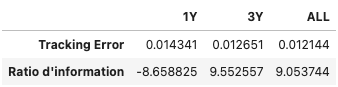 1Y 3Y ALL
Tracking Error 0.014341 0.012651 0.012144
Ratio d'information -8.658825 9.552557 9.053744